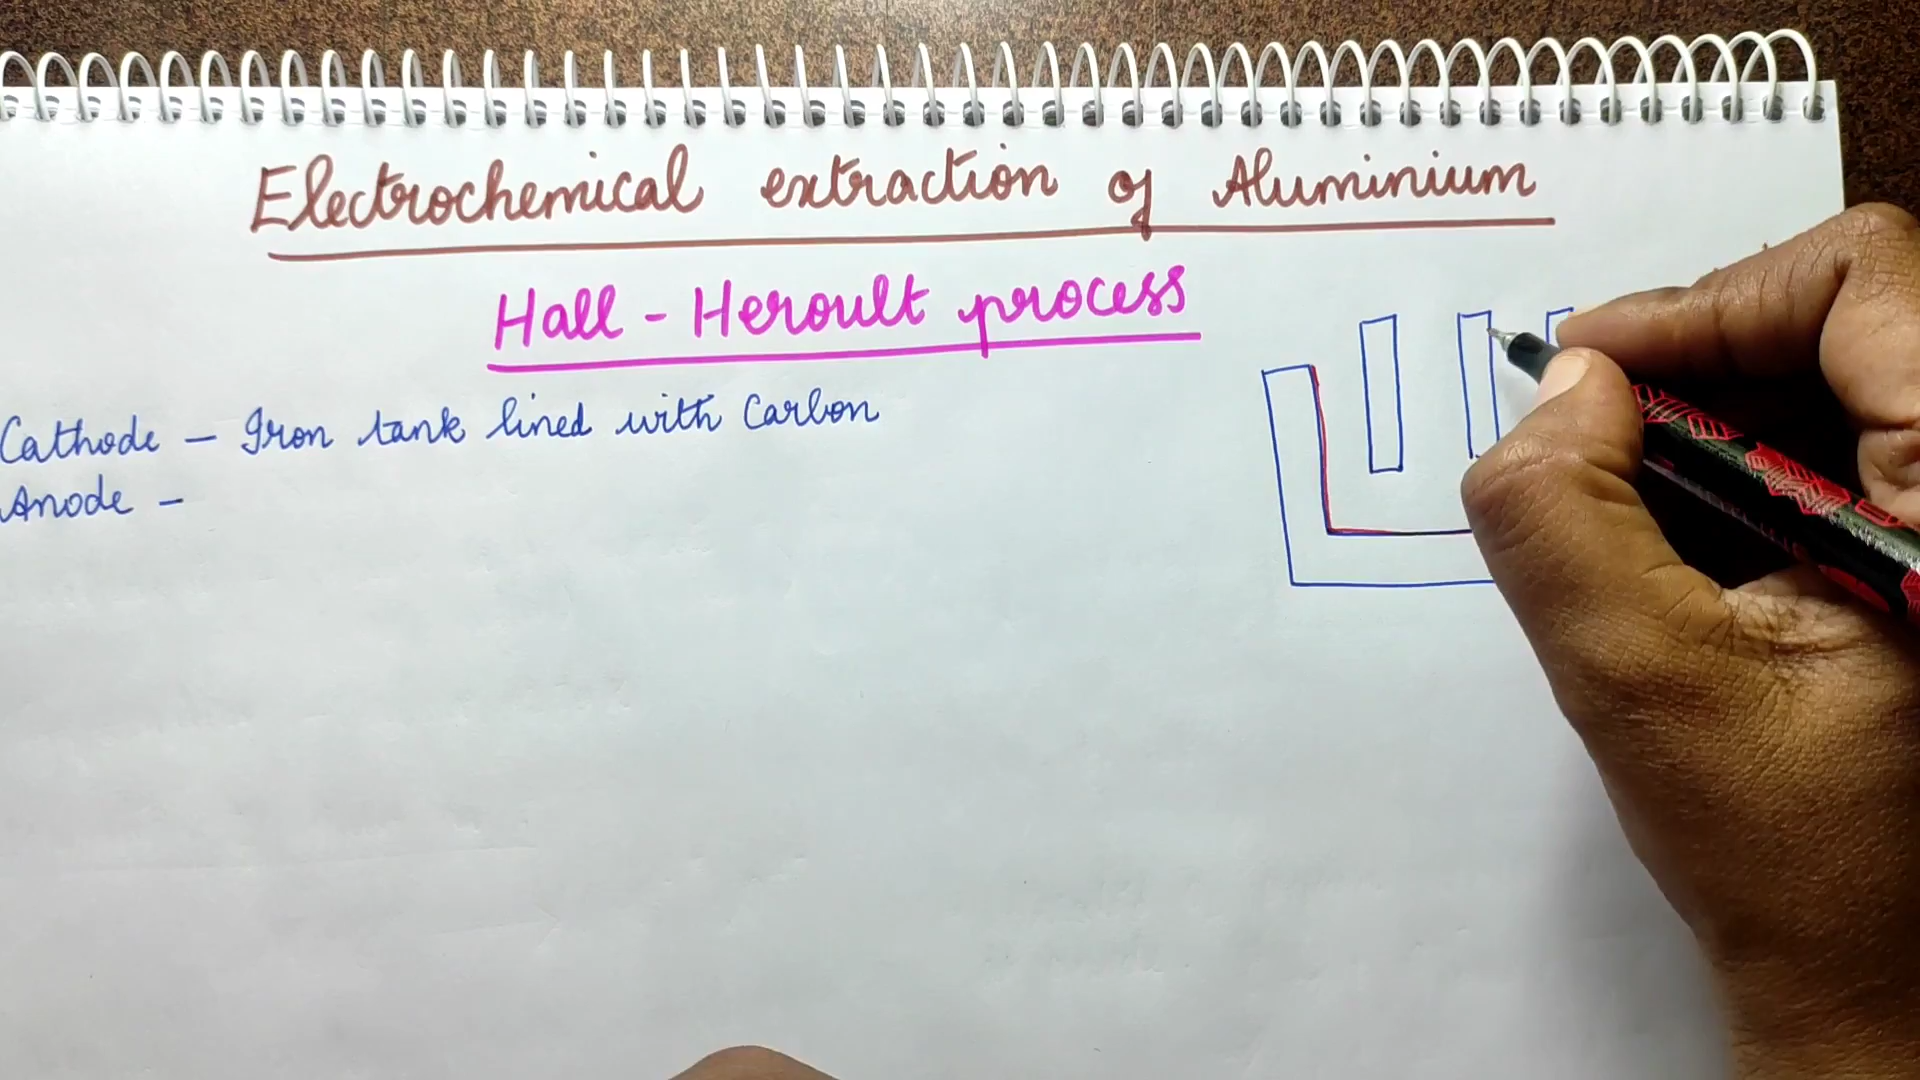 Electrochemical extraction of Aluminium
Hall - Heroult process
Cathode - Iron tank lined with Carbon
Anode -